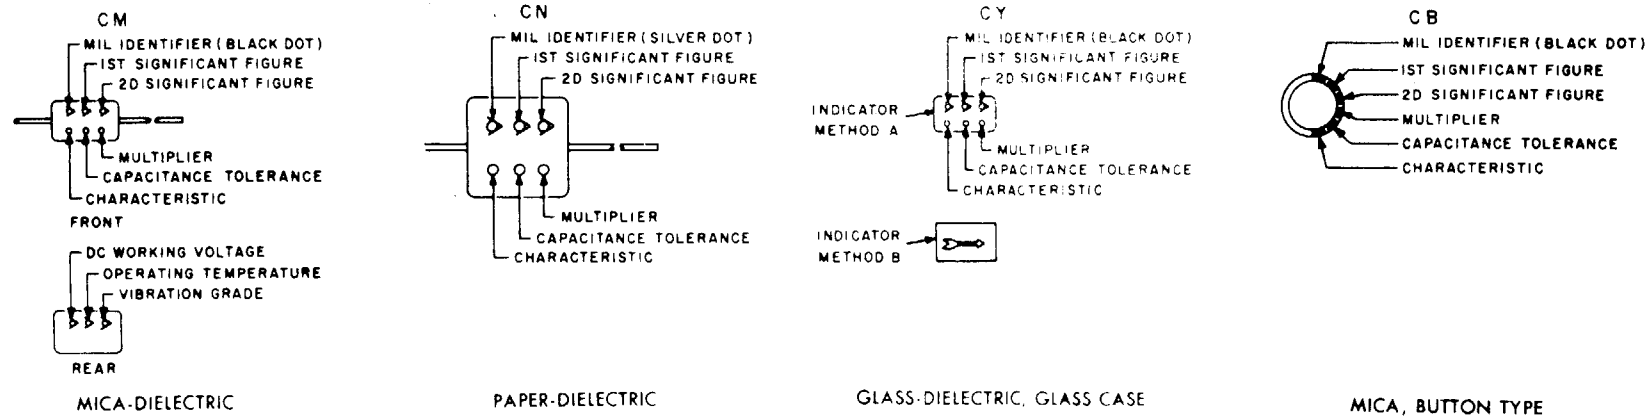 CM
MIL IDENTIFIER (BLACK DOT)
1ST SIGNIFICANT FIGURE
2D SIGNIFICANT FIGURE
MULTIPLIER
CAPACITANCE TOLERANCE
CHARACTERISTIC
FRONT
DC WORKING VOLTAGE
OPERATING TEMPERATURE
VIBRATION GRADE
REAR
MICA-DIELECTRIC
CN
MIL IDENTIFIER (SILVER DOT)
1ST SIGNIFICANT FIGURE
2D SIGNIFICANT FIGURE
MULTIPLIER
CAPACITANCE TOLERANCE
CHARACTERISTIC
PAPER-DIELECTRIC
CY
MIL IDENTIFIER (BLACK DOT)
1ST SIGNIFICANT FIGURE
2D SIGNIFICANT FIGURE
INDICATOR
METHOD A
MULTIPLIER
CAPACITANCE TOLERANCE
CHARACTERISTIC
INDICATOR
METHOD B
GLASS-DIELECTRIC, GLASS CASE
CB
MIL IDENTIFIER (BLACK DOT)
1ST SIGNIFICANT FIGURE
2D SIGNIFICANT FIGURE
MULTIPLIER
CAPACITANCE TOLERANCE
CHARACTERISTIC
MICA, BUTTON TYPE